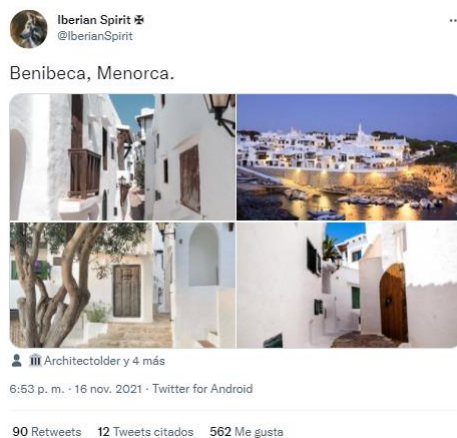 Iberian Spirit ✠
@IberianSpirit
Benibeca, Menorca.
Architectolder y 4 más
6:53 p. m. · 16 nov. 2021 · Twitter for Android
90 Retweets 12 Tweets citados 562 Me gusta